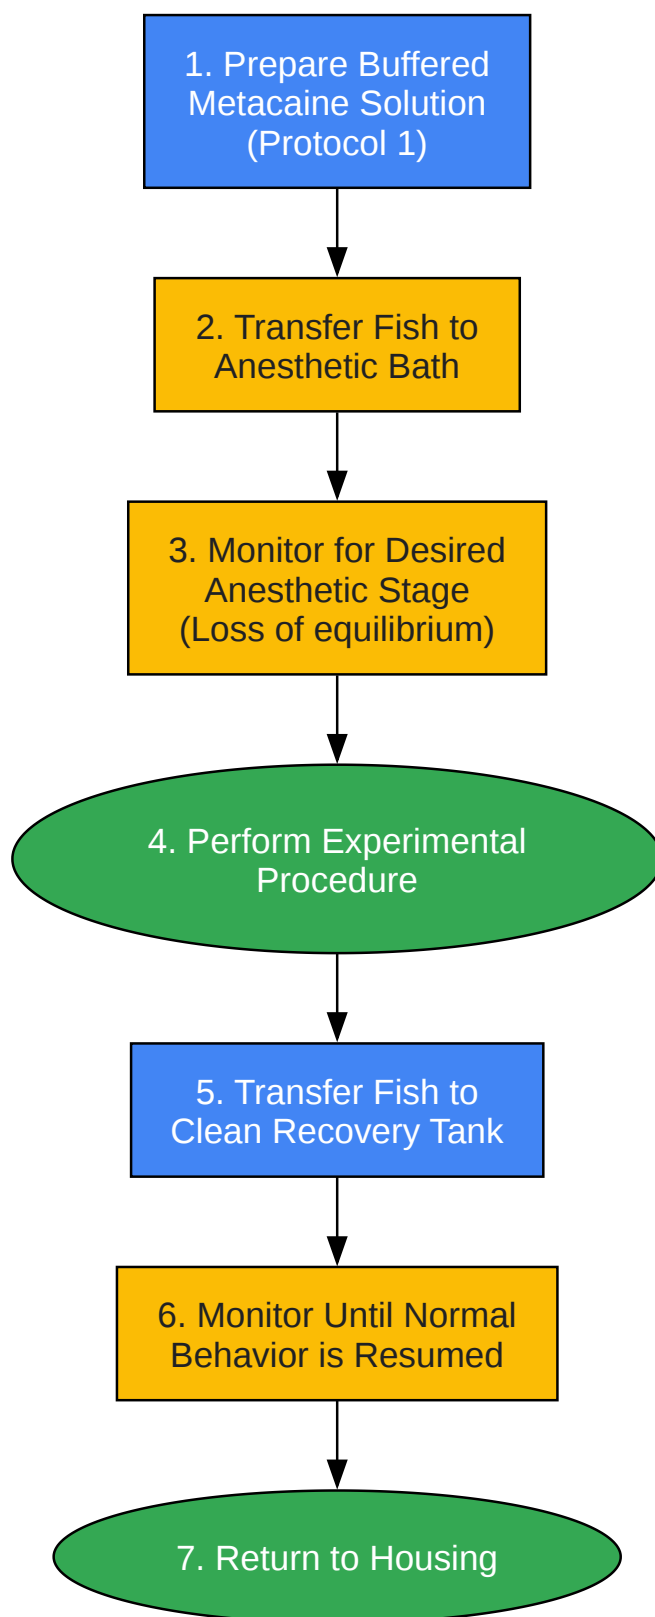 1. Prepare Buffered
Metacaine Solution
(Protocol 1)
2. Transfer Fish to
Anesthetic Bath
3. Monitor for Desired
Anesthetic Stage
(Loss of equilibrium)
4. Perform Experimental
Procedure
5. Transfer Fish to
Clean Recovery Tank
6. Monitor Until Normal
Behavior is Resumed
7. Return to Housing